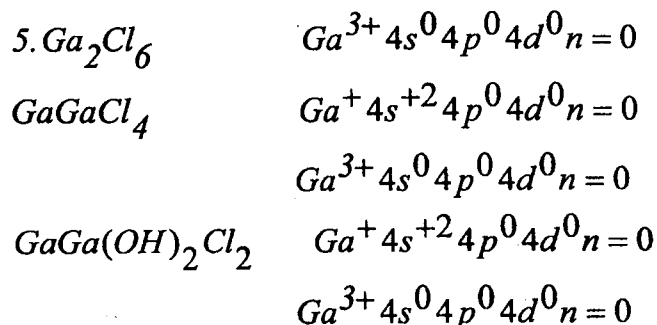 5. Ga₂Cl₆ Ga³⁺ 4s⁰ 4p⁰ 4d⁰ n = 0
GaGaCl₄ Ga⁺ 4s⁺² 4p⁰ 4d⁰ n = 0
Ga³⁺ 4s⁰ 4p⁰ 4d⁰ n = 0
GaGa(OH)₂Cl₂ Ga⁺ 4s⁺² 4p⁰ 4d⁰ n = 0
Ga³⁺ 4s⁰ 4p⁰ 4d⁰ n = 0